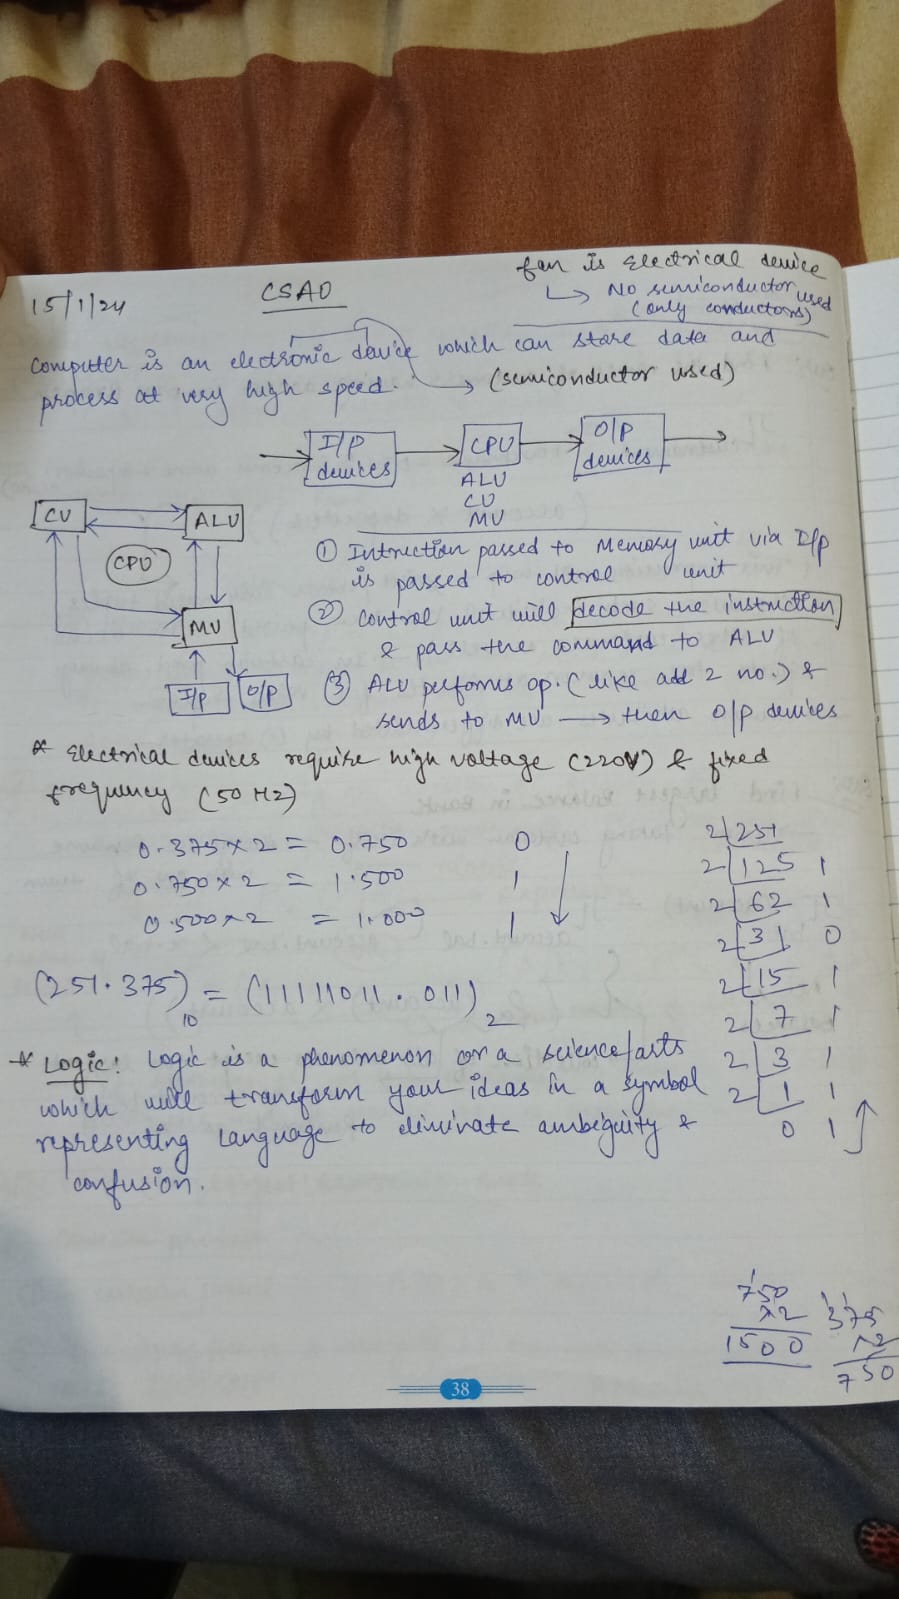 15/1/24
CSAO
fan is electrical device
↳ No semiconductor used
(only conductors)
Computer is an electronic device which can store data and
process at very high speed. → (semiconductor used)
I/P
devices
CPU
O/P
devices
ALU
CU
MU
CU
ALU
CPU
MU
I/P
O/P
① Intruction passed to Memory unit via I/p
is passed to control unit
② Control unit will decode the instruction
& pass the command to ALU
③ ALU performs op. (like add 2 no.) &
sends to MU → then O/p devices
* Electrical devices require high voltage (220V) & fixed
frequency (50 Hz)
0.375 × 2 = 0.750 0
0.750 × 2 = 1.500 1
0.500 × 2 = 1.000 1
2 251
2 125 1
2 62 1
2 31 0
2 15 1
2 7 1
2 3 1
2 1 1
0 1
(251.375)10 = (11111011.011)2
* Logic: Logic is a phenomenon or a science/arts
which will transform your ideas in a symbol
representing language to eliminate ambiguity &
confusion.
1
750
×2
1500
1 1
375
×2
750
38